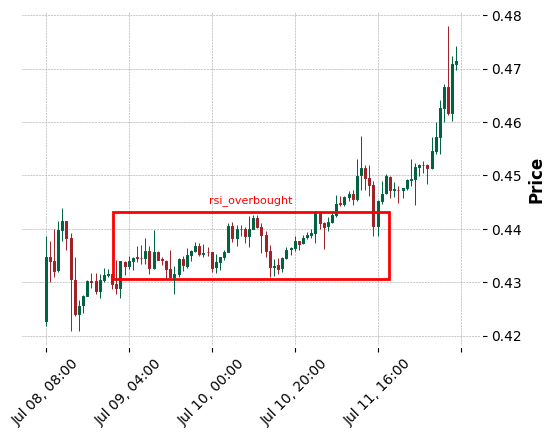 0.48
0.47
0.46
0.45
0.44
0.43
0.42
Price
rsi_overbought
Jul 08, 08:00
Jul 09, 04:00
Jul 10, 00:00
Jul 10, 20:00
Jul 11, 16:00